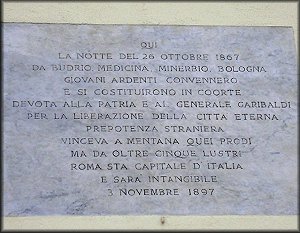 QUI
LA NOTTE DEL 26 OTTOBRE 1867
DA BUDRIO, MEDICINA, MINERBIO, BOLOGNA
GIOVANI ARDENTI CONVENNERO
E SI COSTITUIRONO IN COORTE
DEVOTA ALLA PATRIA E AL GENERALE GARIBALDI
PER LA LIBERAZIONE DELLA CITTÀ ETERNA
PREPOTENZA STRANIERA
VINCEVA A MENTANA QUEI PRODI
MA DA OLTRE CINQUE LUSTRI
ROMA STA CAPITALE D'ITALIA
E SARÀ INTANGIBILE
3 NOVEMBRE 1897